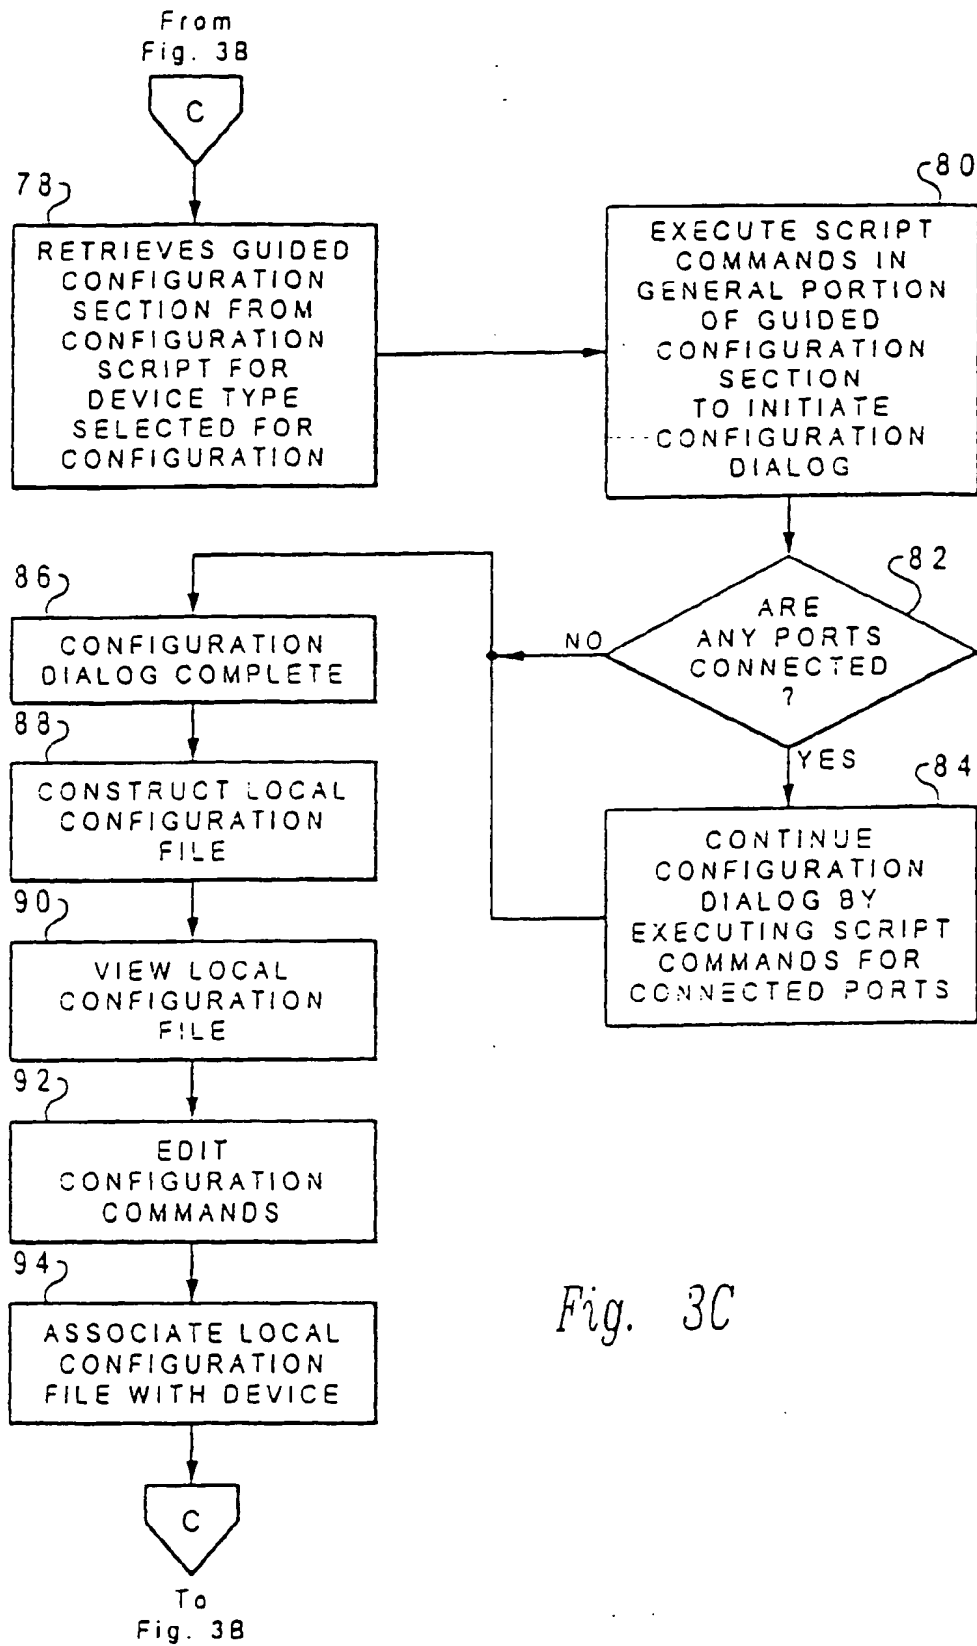 From
Fig. 3B
C
78
RETRIEVES GUIDED
CONFIGURATION
SECTION FROM
CONFIGURATION
SCRIPT FOR
DEVICE TYPE
SELECTED FOR
CONFIGURATION
80
EXECUTE SCRIPT
COMMANDS IN
GENERAL PORTION
OF GUIDED
CONFIGURATION
SECTION
TO INITIATE
CONFIGURATION
DIALOG
82
ARE
ANY PORTS
CONNECTED
?
NO
YES
84
CONTINUE
CONFIGURATION
DIALOG BY
EXECUTING SCRIPT
COMMANDS FOR
CONNECTED PORTS
86
CONFIGURATION
DIALOG COMPLETE
88
CONSTRUCT LOCAL
CONFIGURATION
FILE
90
VIEW LOCAL
CONFIGURATION
FILE
92
EDIT
CONFIGURATION
COMMANDS
94
ASSOCIATE LOCAL
CONFIGURATION
FILE WITH DEVICE
C
To
Fig. 3B
Fig. 3C